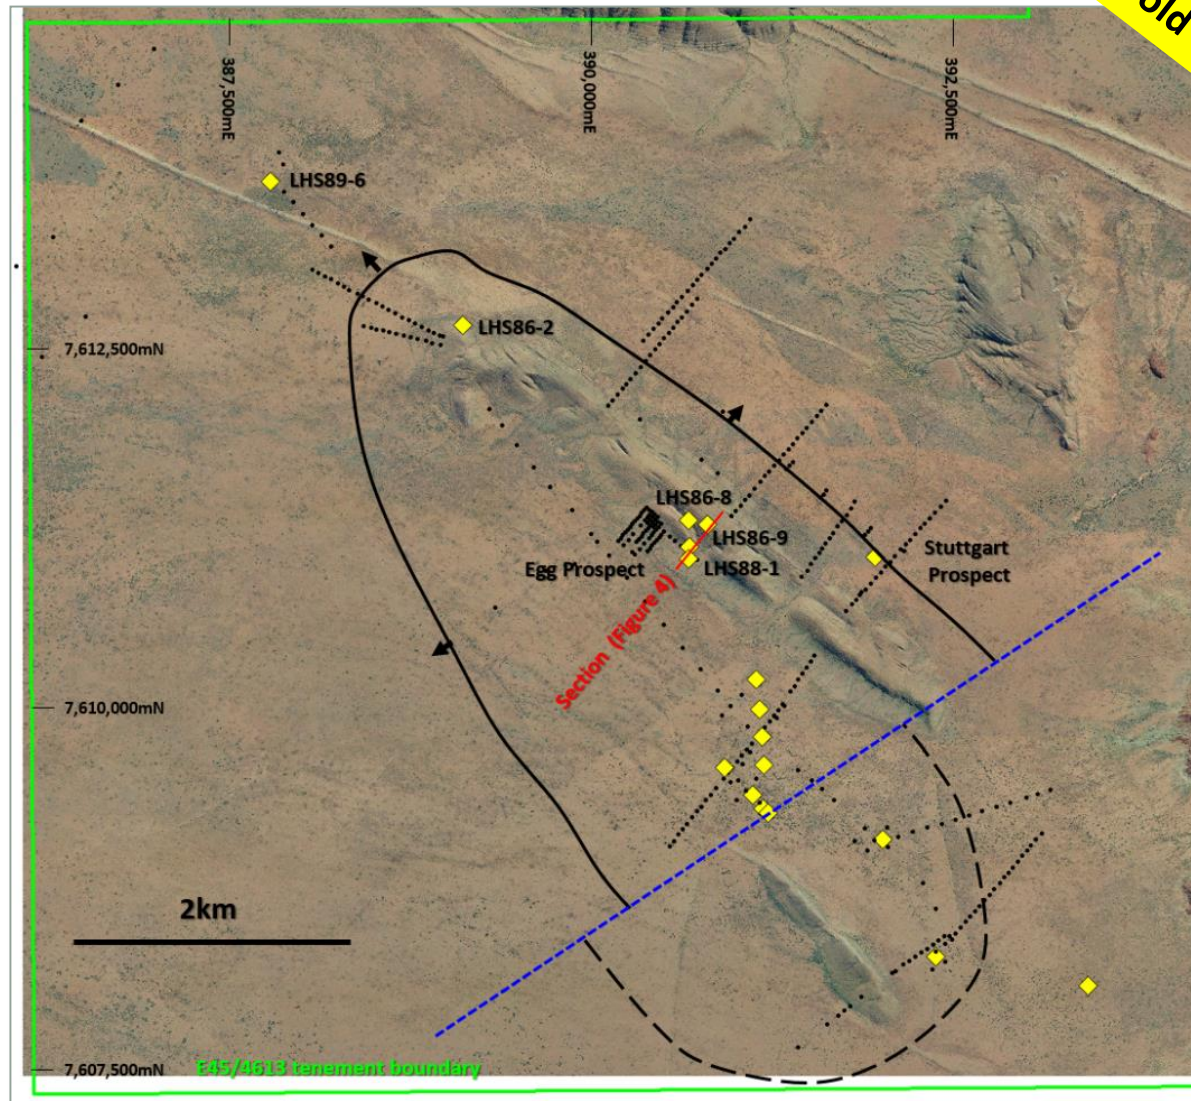 old
387,500mE
390,000mE
392,500mE
LHS89-6
LHS86-2
7,612,500mN
LHS86-8
LHS86-9
Stuttgart
Prospect
Egg Prospect
LHS88-1
Section (Figure 4)
7,610,000mN
2km
7,607,500mN
E45/4613 tenement boundary